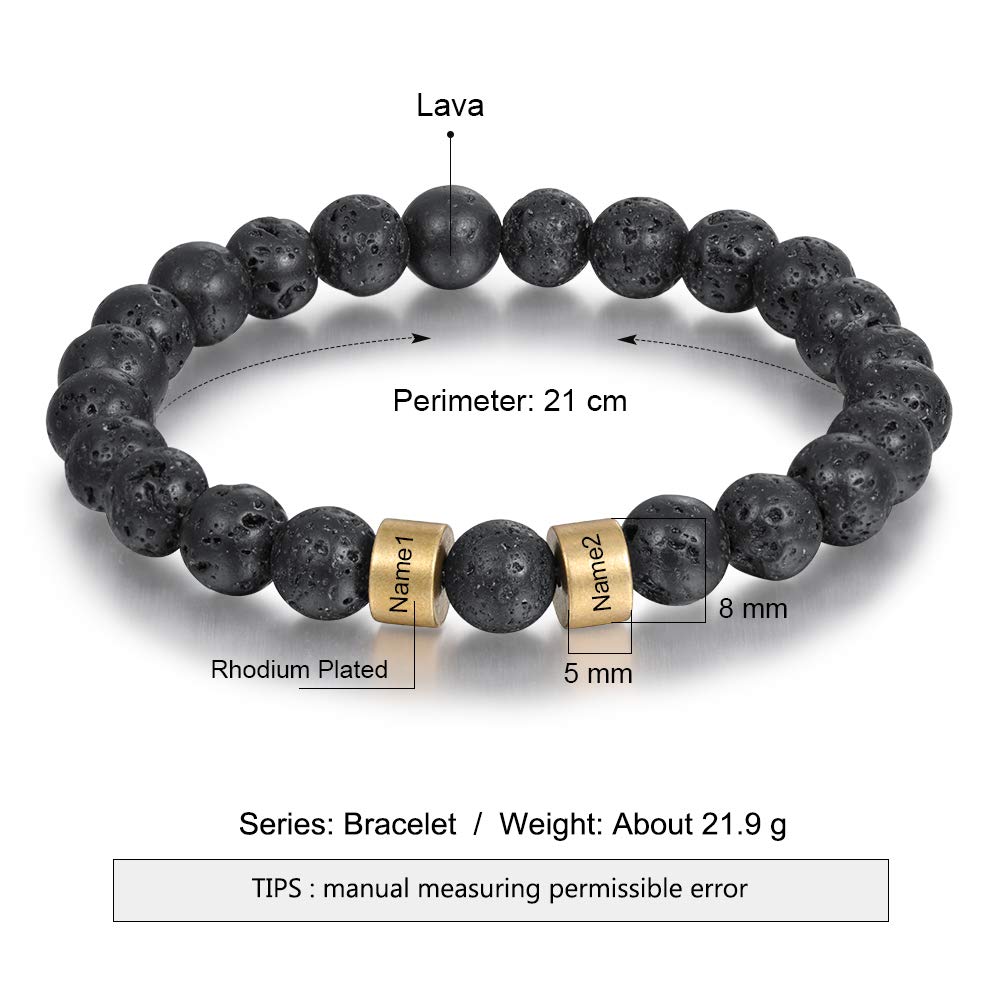 Lava
Perimeter: 21 cm
Name1
Name2
8 mm
Rhodium Plated
5 mm
Series: Bracelet / Weight: About 21.9 g
TIPS : manual measuring permissible error